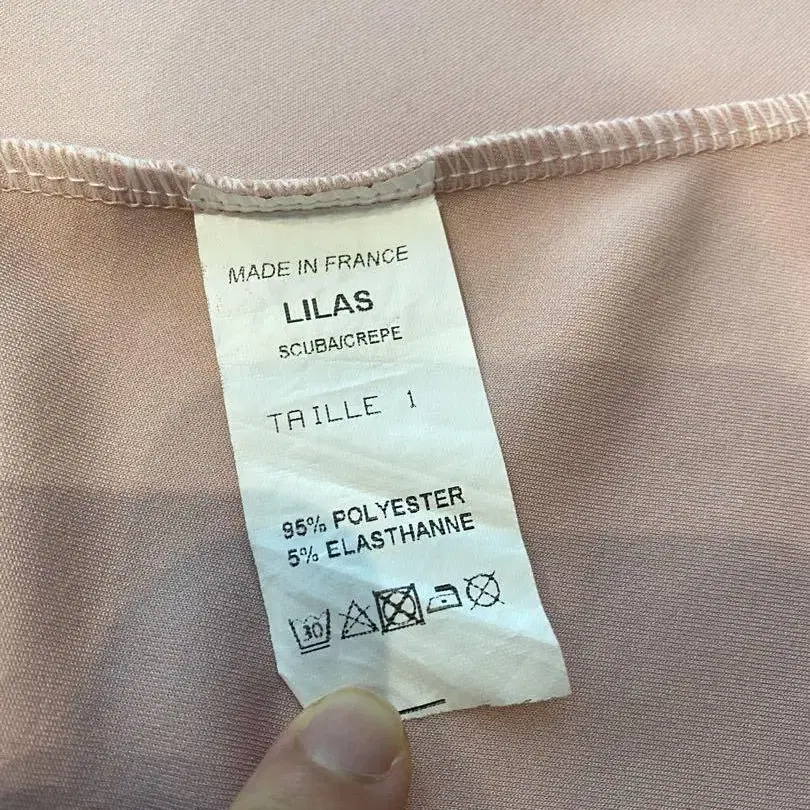 MADE IN FRANCE
LILAS
SCUBA/CREPE
TAILLE 1
95% POLYESTER
5% ELASTHANNE
30